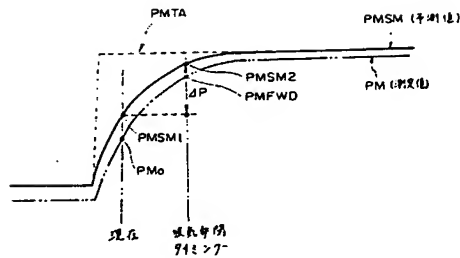 PMTA
PMSM (予測値)
PM (測定値)
PMSM2
ΔP
PMFWD
PMSM1
PMo
現在
吸気弁閉
タイミング